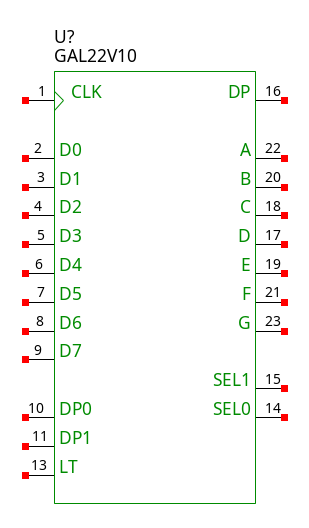 U?
GAL22V10
1 CLK DP 16
2 D0 A 22
3 D1 B 20
4 D2 C 18
5 D3 D 17
6 D4 E 19
7 D5 F 21
8 D6 G 23
9 D7
SEL1 15
10 DP0 SEL0 14
11 DP1
13 LT